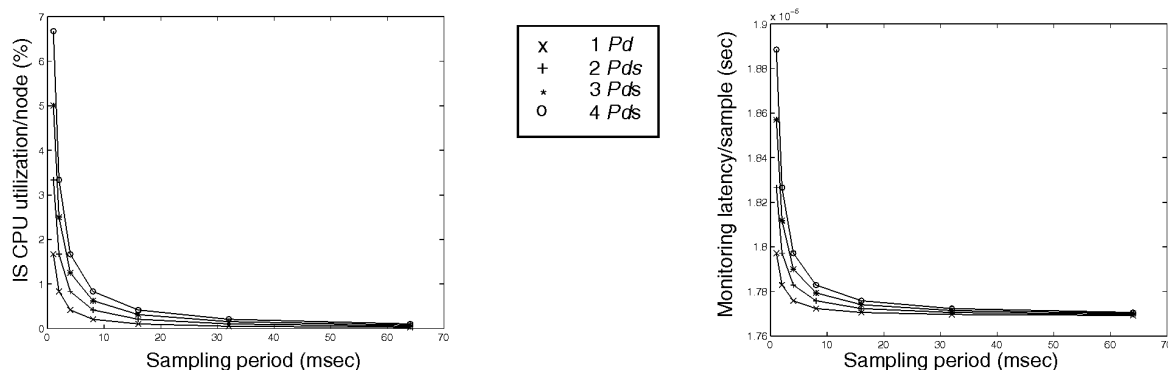 IS CPU utilization/node (%)
7
6
5
4
3
2
1
0
0 10 20 30 40 50 60 70
Sampling period (msec)
x 1 Pd
+ 2 Pds
* 3 Pds
o 4 Pds
Monitoring latency/sample (sec)
x 10⁻⁶
1.9
1.88
1.86
1.84
1.82
1.8
1.78
1.76
0 10 20 30 40 50 60 70
Sampling period (msec)